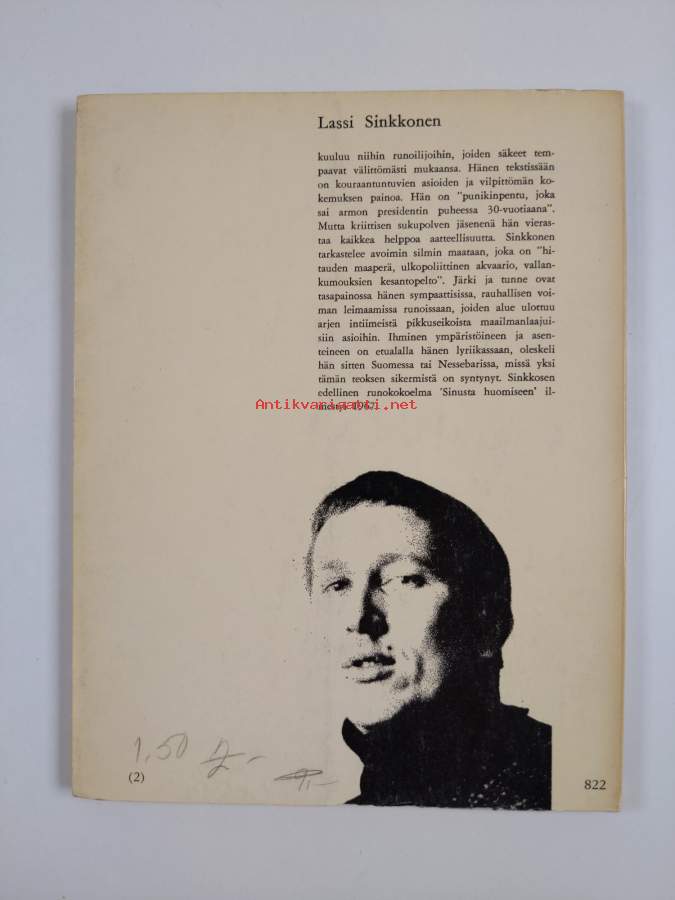 Lassi Sinkkonen
kuuluu niihin runoilijoihin, joiden säkeet tem-
paavat välittömästi mukaansa. Hänen tekstissään
on kouraantuntuvien asioiden ja vilpittömän ko-
kemuksen painoa. Hän on "punikinpentu, joka
sai armon presidentin puheessa 30-vuotiaana".
Mutta kriittisen sukupolven jäsenenä hän vieras-
taa kaikkea helppoa aatteellisuutta. Sinkkonen
tarkastelee avoimin silmin maataan, joka on "hi-
tauden maaperä, ulkopoliittinen akvaario, vallan-
kumouksien kesantopelto". Järki ja tunne ovat
tasapainossa hänen sympaattisissa, rauhallisen voi-
man leimaamissa runoissaan, joiden alue ulottuu
arjen intiimeistä pikkuseikoista maailmanlaajui-
siin asioihin. Ihminen ympäristöineen ja asen-
teineen on etualalla hänen lyriikassaan, oleskeli
hän sitten Suomessa tai Nessebarissa, missä yksi
tämän teoksen sikermistä on syntynyt. Sinkkosen
edellinen runokokoelma 'Sinusta huomiseen' il-
mestyi 1967.
Antikvariaatti.net
1,50
(2)
822